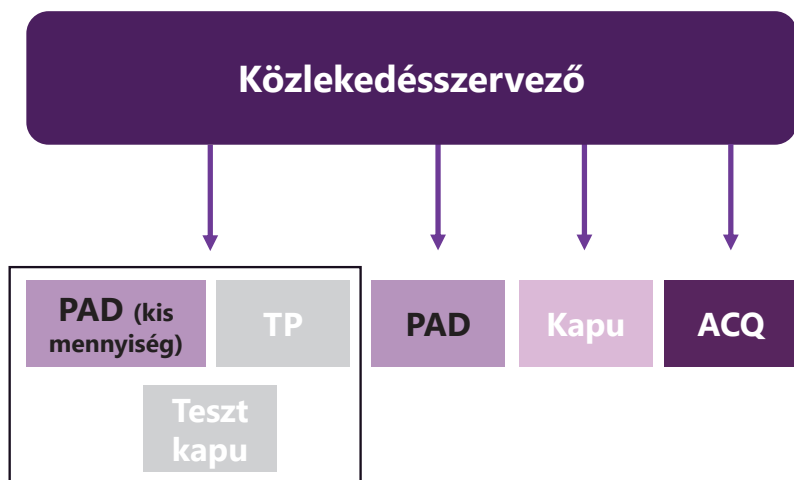 Közlekedésszervező
PAD (kis
mennyiség)
TP
PAD
Kapu
ACQ
Teszt
kapu